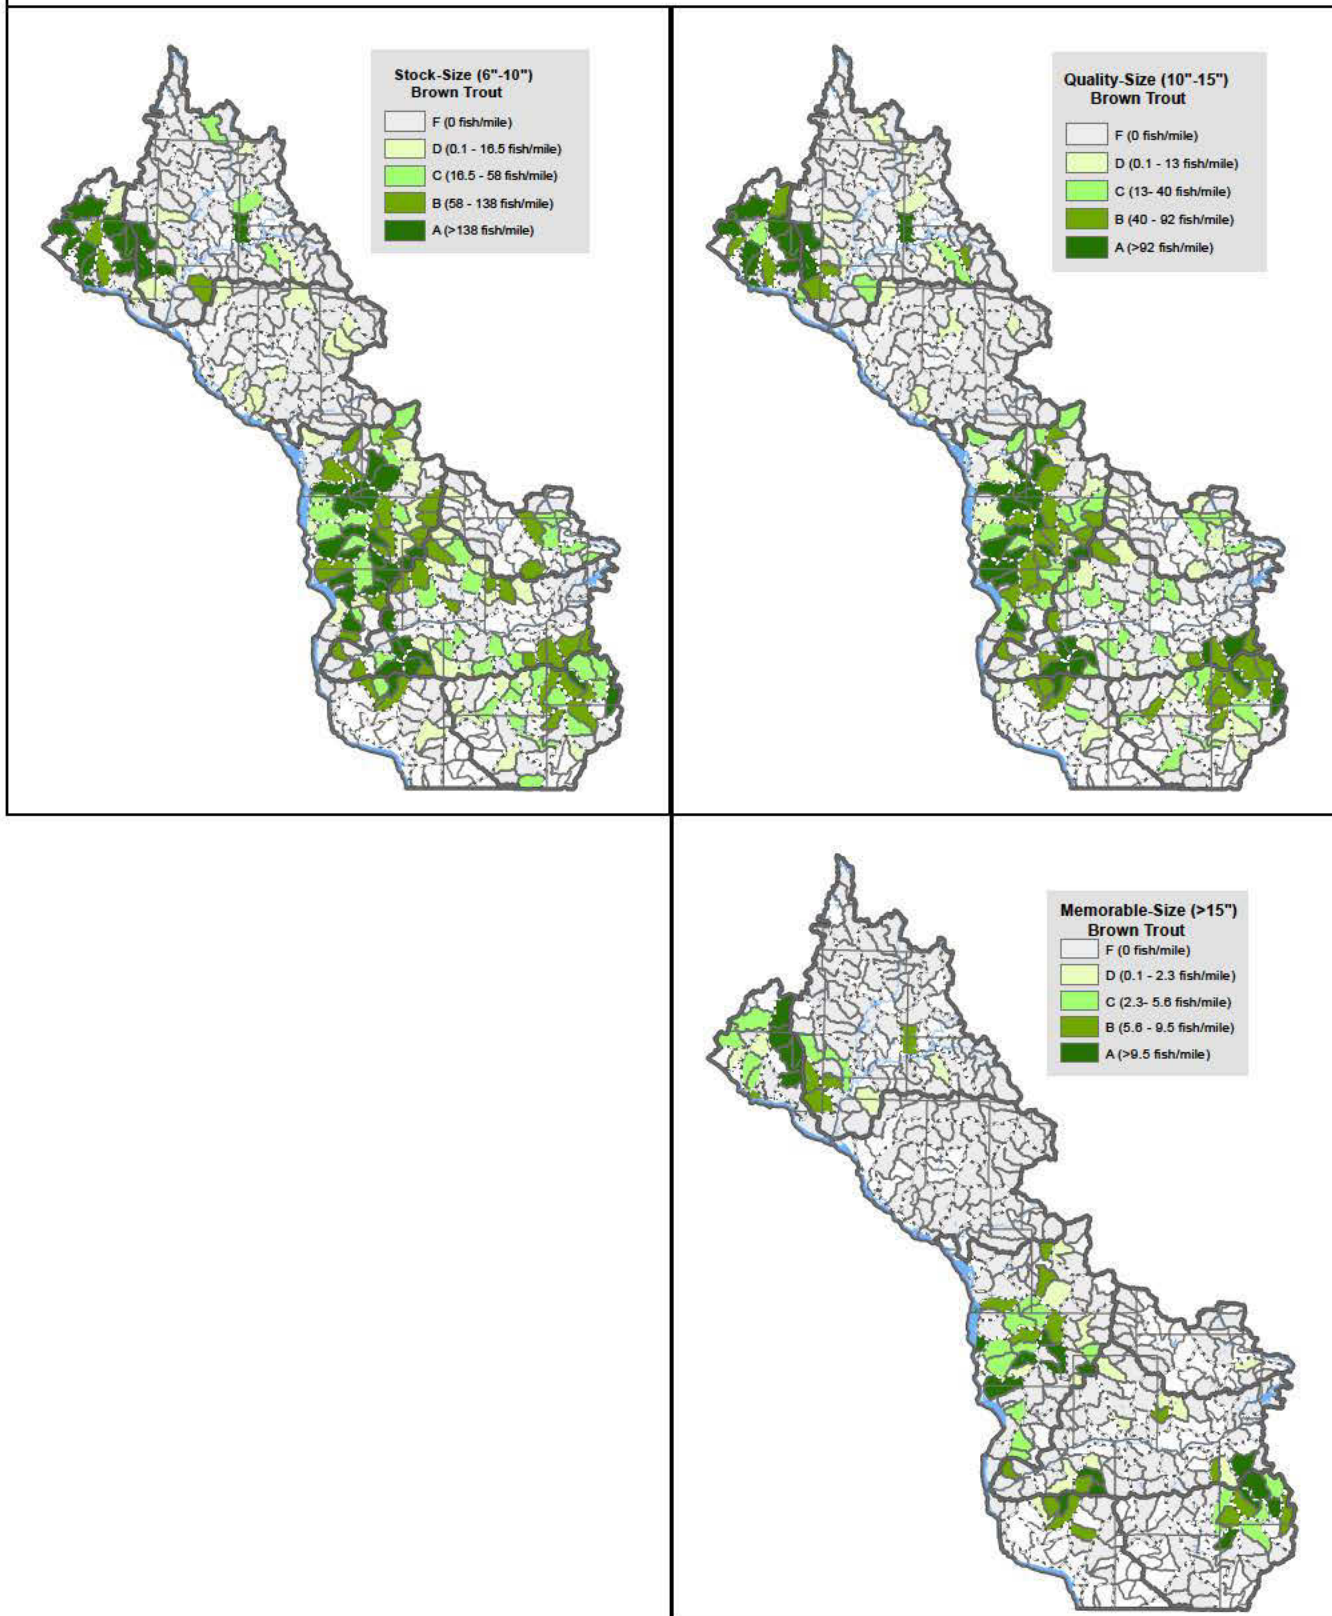 Stock-Size (6"-10")
Brown Trout
F (0 fish/mile)
D (0.1 - 16.5 fish/mile)
C (16.5 - 58 fish/mile)
B (58 - 138 fish/mile)
A (>138 fish/mile)
Quality-Size (10"-15")
Brown Trout
F (0 fish/mile)
D (0.1 - 13 fish/mile)
C (13- 40 fish/mile)
B (40 - 92 fish/mile)
A (>92 fish/mile)
Memorable-Size (>15")
Brown Trout
F (0 fish/mile)
D (0.1 - 2.3 fish/mile)
C (2.3- 5.6 fish/mile)
B (5.6 - 9.5 fish/mile)
A (>9.5 fish/mile)